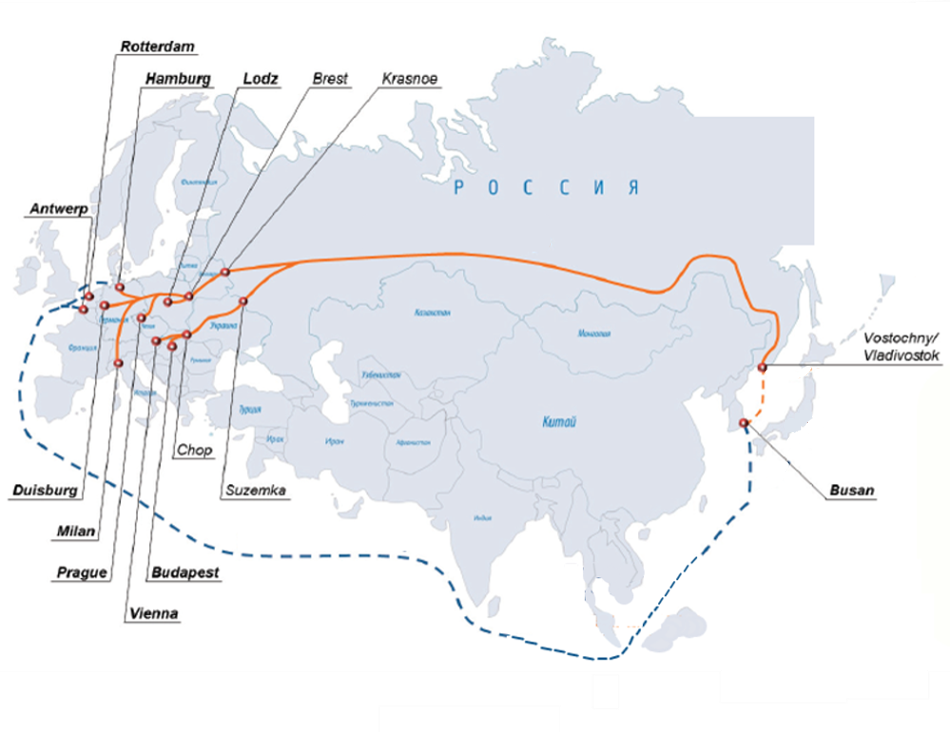 Rotterdam
Hamburg
Lodz
Brest
Krasnoe
РОССИЯ
Финляндия
Antwerp
Литва
Германия
Украина
Франция
Казахстан
Монголия
Vostochny/
Vladivostok
Узбекистан
Туркменистан
Турция
Китай
Ирак
Иран
Афганистан
Chop
Suzemka
Duisburg
Busan
Индия
Milan
Prague
Budapest
Vienna